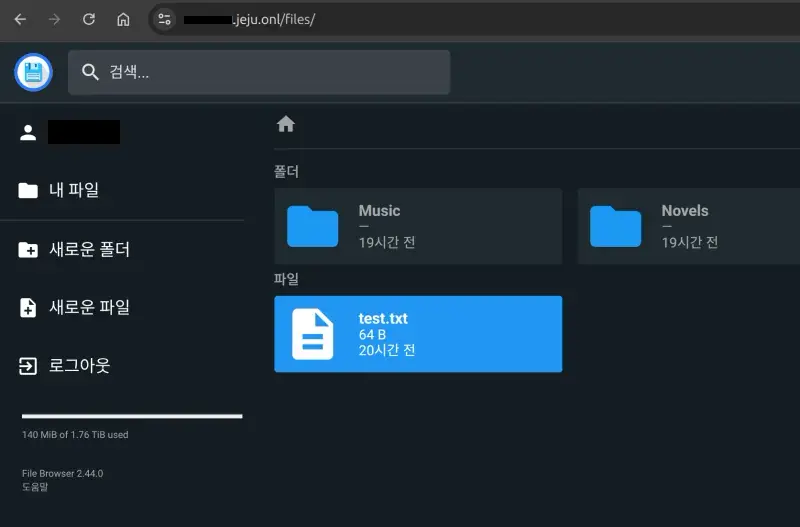 .jeju.onl/files/
검색...
내 파일
새로운 폴더
새로운 파일
로그아웃
140 MiB of 1.76 TiB used
File Browser 2.44.0
도움말
폴더
Music
—
19시간 전
Novels
—
19시간 전
파일
test.txt
64 B
20시간 전